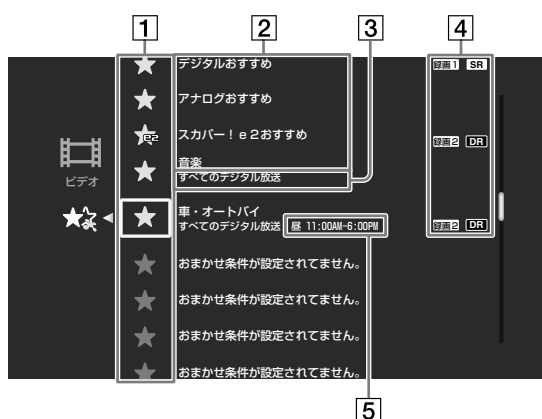 1 2 3 4
デジタルおすすめ 録画1 SR
アナログおすすめ
e2 スカパー！ｅ２おすすめ 録画2 DR
音楽
すべてのデジタル放送
ビデオ
車・オートバイ
すべてのデジタル放送 昼 11:00AM-6:00PM 録画2 DR
おまかせ条件が設定されてません。
おまかせ条件が設定されてません。
おまかせ条件が設定されてません。
おまかせ条件が設定されてません。
5